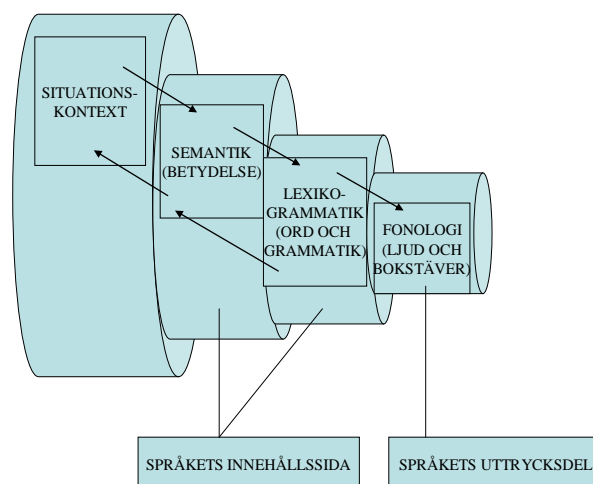 SITUATIONS-
KONTEXT
SEMANTIK
(BETYDELSE)
LEXIKO-
GRAMMATIK
(ORD OCH
GRAMMATIK)
FONOLOGI
(LJUD OCH
BOKSTÄVER)
SPRÅKETS INNEHÅLLSSIDA
SPRÅKETS UTTRYCKSDEL